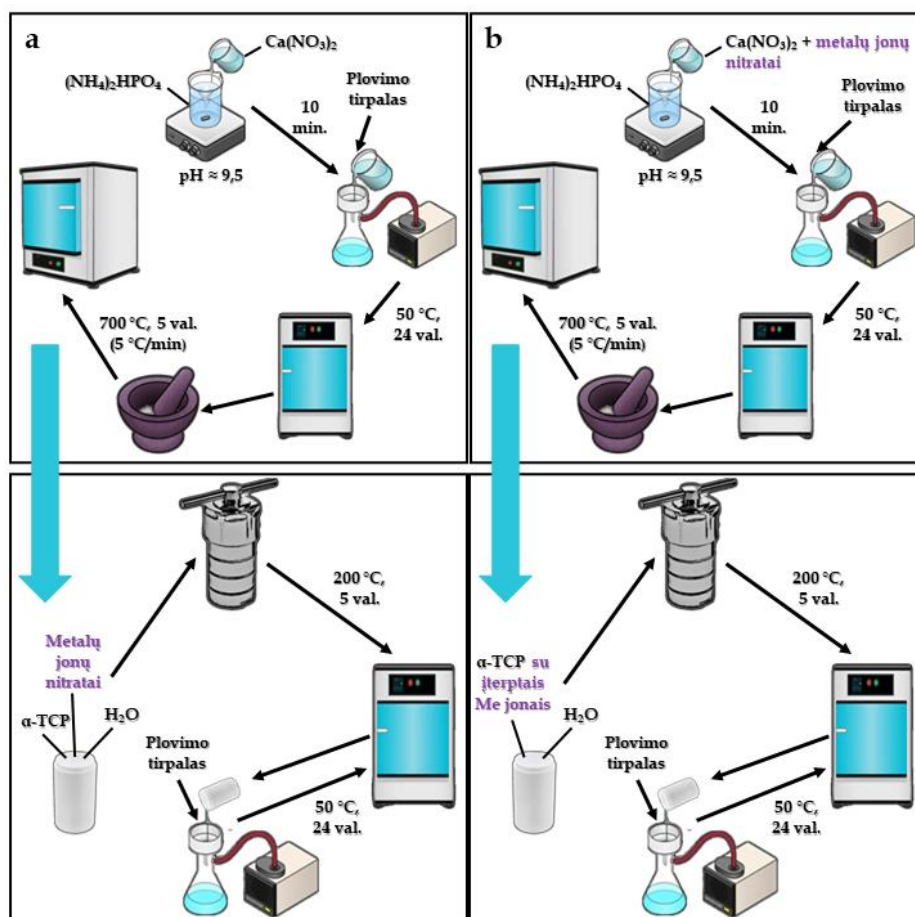 a
Ca(NO₃)₂
(NH₄)₂HPO₄
Plovimo
tirpalas
10
min.
pH ≈ 9,5
50 °C,
24 val.
700 °C, 5 val.
(5 °C/min)
b
Ca(NO₃)₂ + metalų jonų
nitratai
(NH₄)₂HPO₄
Plovimo
tirpalas
10
min.
pH ≈ 9,5
50 °C,
24 val.
700 °C, 5 val.
(5 °C/min)
200 °C,
5 val.
Metalų
jonų
nitratai
α-TCP
H₂O
Plovimo
tirpalas
50 °C,
24 val.
200 °C,
5 val.
α-TCP su
įterptais
Me jonais
H₂O
Plovimo
tirpalas
50 °C,
24 val.